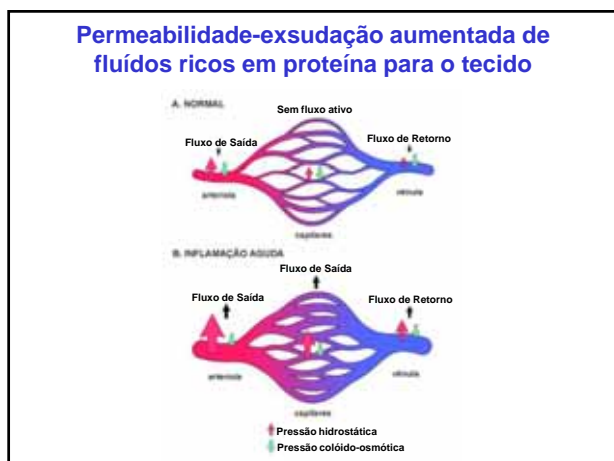 Permeabilidade-exsudação aumentada de
fluídos ricos em proteína para o tecido
A. NORMAL
Sem fluxo ativo
Fluxo de Saída
Fluxo de Retorno
arteríola
vênula
capilares
B. INFLAMAÇÃO AGUDA
Fluxo de Saída
Fluxo de Saída
Fluxo de Retorno
arteríola
vênula
capilares
Pressão hidrostática
Pressão colóido-osmótica